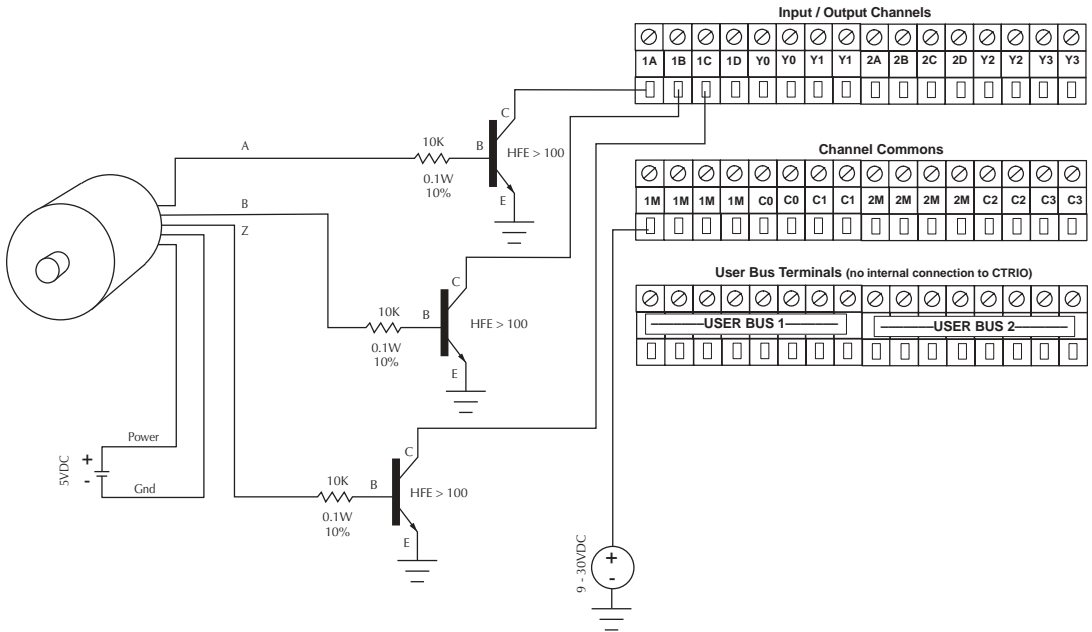 Input / Output Channels
1A 1B 1C 1D Y0 Y0 Y1 Y1 2A 2B 2C 2D Y2 Y2 Y3 Y3
C
10K
A
B
HFE > 100
0.1W
10%
E
Channel Commons
1M 1M 1M 1M C0 C0 C1 C1 2M 2M 2M 2M C2 C2 C3 C3
B
Z
C
10K
B
HFE > 100
0.1W
10%
E
User Bus Terminals (no internal connection to CTRIO)
USER BUS 1
USER BUS 2
Power
+
5VDC
-
Gnd
C
10K
B
HFE > 100
0.1W
10%
E
9 - 30VDC
+
-